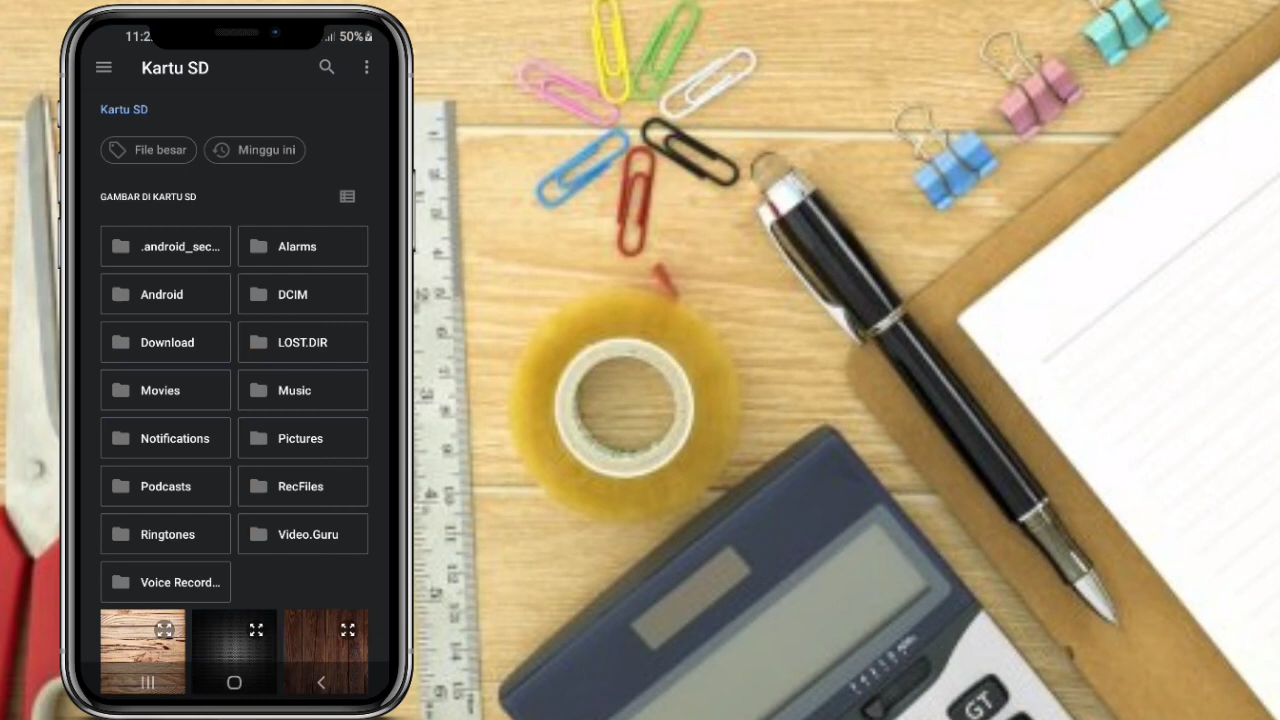 11:2
50%
Kartu SD
Kartu SD
File besar
Minggu ini
GAMBAR DI KARTU SD
.android_sec...
Alarms
Android
DCIM
Download
LOST.DIR
Movies
Music
Notifications
Pictures
Podcasts
RecFiles
Ringtones
Video.Guru
Voice Record...
GT